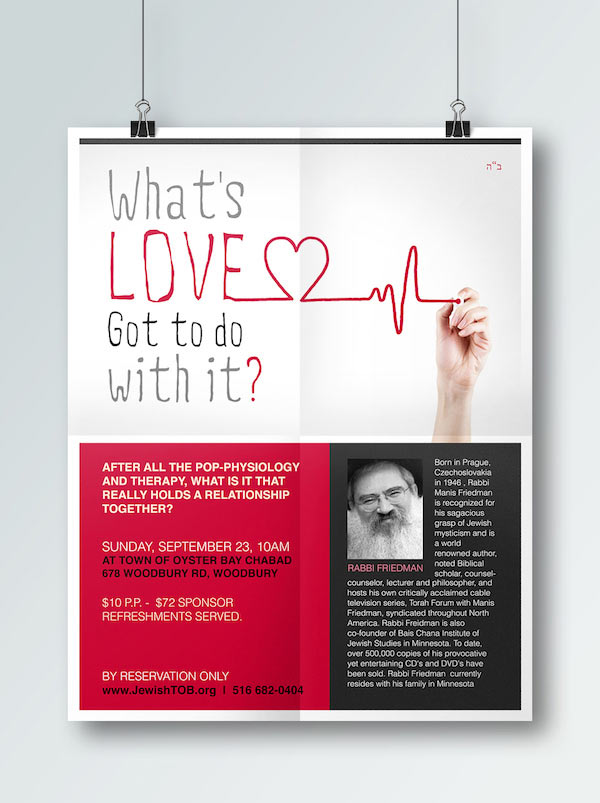 ב"ה
What's
LOVE
Got to do
with it?
AFTER ALL THE POP-PHYSIOLOGY
AND THERAPY, WHAT IS IT THAT
REALLY HOLDS A RELATIONSHIP
TOGETHER?
SUNDAY, SEPTEMBER 23, 10AM
AT TOWN OF OYSTER BAY CHABAD
678 WOODBURY RD, WOODBURY
$10 P.P. - $72 SPONSOR
REFRESHMENTS SERVED.
BY RESERVATION ONLY
www.JewishTOB.org | 516 682-0404
RABBI FRIEDMAN
Born in Prague,
Czechoslovakia
in 1946 , Rabbi
Manis Friedman
is recognized for
his sagacious
grasp of Jewish
mysticism and is
a world
renowned author,
noted Biblical
scholar, counsel-
counselor, lecturer and philosopher, and
hosts his own critically acclaimed cable
television series, Torah Forum with Manis
Friedman, syndicated throughout North
America. Rabbi Freidman is also
co-founder of Bais Chana Institute of
Jewish Studies in Minnesota. To date,
over 500,000 copies of his provocative
yet entertaining CD's and DVD's have
been sold. Rabbi Friedman currently
resides with his family in Minnesota